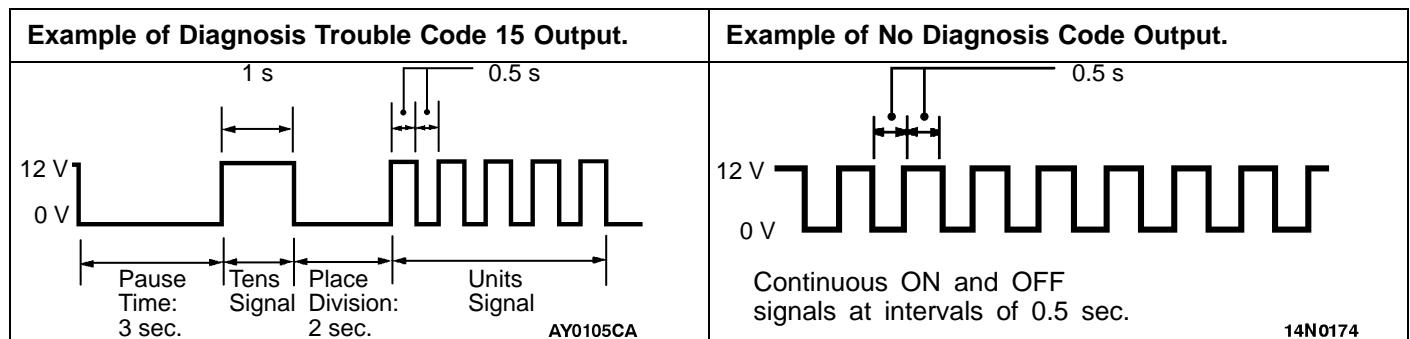 Example of Diagnosis Trouble Code 15 Output.
1 s
0.5 s
12 V
0 V
Pause
Time:
3 sec.
Tens
Signal
Place
Division:
2 sec.
Units
Signal
AY0105CA
Example of No Diagnosis Code Output.
0.5 s
12 V
0 V
Continuous ON and OFF
signals at intervals of 0.5 sec.
14N0174